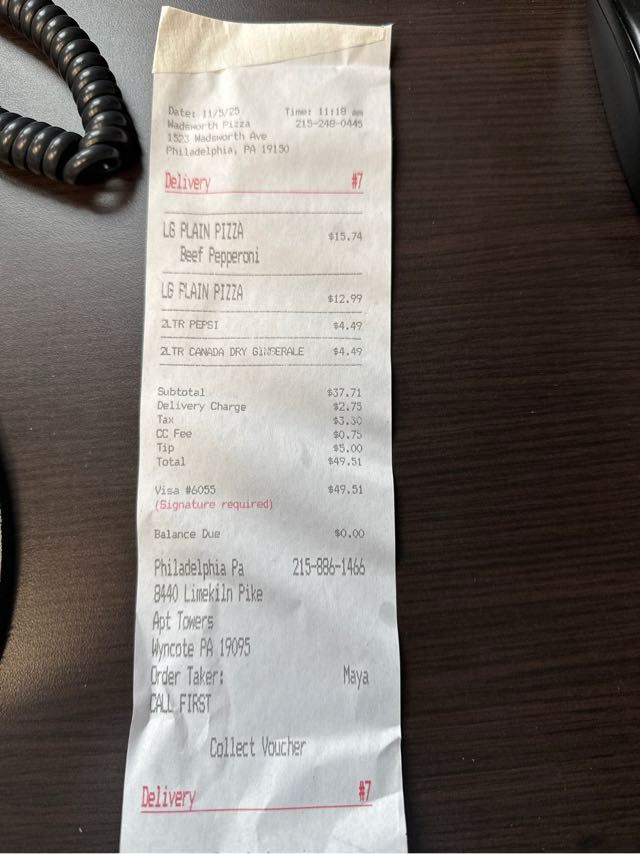 Date: 11/5/25 Time: 11:18 am
Wadsworth Pizza 215-248-0445
1523 Wadsworth Ave
Philadelphia, PA 19150
Delivery #7
LG PLAIN PIZZA $15.74
Beef Pepperoni
LG PLAIN PIZZA $12.99
2LTR PEPSI $4.49
2LTR CANADA DRY GINGERALE $4.49
Subtotal $37.71
Delivery Charge $2.75
Tax $3.30
CC Fee $0.75
Tip $5.00
Total $49.51
Visa #6055 $49.51
(Signature required)
Balance Due $0.00
Philadelphia Pa 215-886-1466
8440 Limekiln Pike
Apt Towers
Wyncote PA 19095
Order Taker: Maya
CALL FIRST
Collect Voucher
Delivery #7